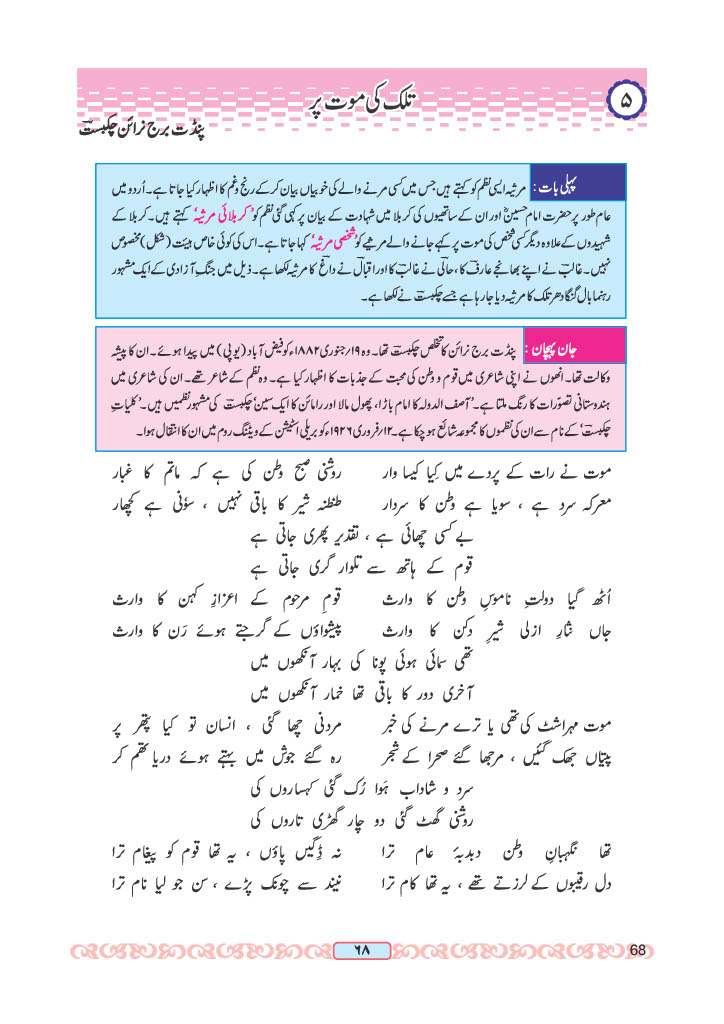 ۵
تلک کی موت پر
پنڈت برج نرائن چکبستؔ
پہلی بات : مرثیہ ایسی نظم کو کہتے ہیں جس میں کسی مرنے والے کی خوبیاں بیان کرکے رنج و غم کا اظہار کیا جاتا ہے۔ اُردو میں
عام طور پر حضرت امام حسینؓ اور ان کے ساتھیوں کی کربلا میں شہادت کے بیان پر کہی گئی نظم کو ’کربلائی مرثیہ‘ کہتے ہیں۔ کربلا کے
شہیدوں کے علاوہ دیگر کسی شخص کی موت پر کہے جانے والے مرثیے کو ’شخصی مرثیہ‘ کہا جاتا ہے۔ اس کی کوئی خاص ہیئت (شکل) مخصوص
نہیں۔ غالبؔ نے اپنے بھانجے عارفؔ کا، حالیؔ نے غالبؔ کا اور اقبالؔ نے داغؔ کا مرثیہ لکھا ہے۔ ذیل میں جنگِ آزادی کے ایک مشہور
رہنما بال گنگا دھر تلک کا مرثیہ دیا جا رہا ہے جسے چکبستؔ نے لکھا ہے۔
جان پہچان : پنڈت برج نرائن کا تخلص چکبستؔ تھا۔ وہ ۱۹؍جنوری ۱۸۸۲ء کو فیض آباد (یوپی) میں پیدا ہوئے۔ ان کا پیشہ
وکالت تھا۔ انھوں نے اپنی شاعری میں قوم و وطن کی محبت کے جذبات کا اظہار کیا ہے۔ وہ نظم کے شاعر تھے۔ ان کی شاعری میں
ہندوستانی تصوّرات کا رنگ ملتا ہے۔ ’آصف الدولہ کا امام باڑا، پھول مالا اور رامائن کا ایک سین‘ چکبستؔ کی مشہور نظمیں ہیں۔ ’کلیاتِ
چکبستؔ‘ کے نام سے ان کی نظموں کا مجموعہ شائع ہو چکا ہے۔ ۱۲؍فروری ۱۹۲۶ء کو بریلی اسٹیشن کے ویٹنگ روم میں ان کا انتقال ہوا۔
موت نے رات کے پردے میں کِیا کیسا وار روشنی صبحِ وطن کی ہے کہ ماتم کا غبار
معرکہ سرد ہے ، سویا ہے وطن کا سردار طنطنہ شیر کا باقی نہیں ، سوٗنی ہے کچھار
بے کسی چھائی ہے ، تقدیر پھری جاتی ہے
قوم کے ہاتھ سے تلوار گری جاتی ہے
اُٹھ گیا دولتِ ناموسِ وطن کا وارث قومِ مرحوم کے اعزازِ کہن کا وارث
جاں نثارِ ازلی شیرِ دکن کا وارث پیشواؤں کے گرجتے ہوئے رَن کا وارث
تھی سمائی ہوئی پونا کی بہار آنکھوں میں
آخری دور کا باقی تھا خمار آنکھوں میں
موت مہراشٹ کی تھی یا ترے مرنے کی خبر مردنی چھا گئی ، انسان تو کیا پتھر پر
پتیاں جھک گئیں ، مرجھا گئے صحرا کے شجر رہ گئے جوش میں بہتے ہوئے دریا تھم کر
سرد و شاداب ہَوا رُک گئی کہساروں کی
روشنی گھٹ گئی دو چار گھڑی تاروں کی
تھا نگہبانِ وطن دبدبۂ عام ترا نہ ڈِگیں پاؤں ، یہ تھا قوم کو پیغام ترا
دل رقیبوں کے لرزتے تھے ، یہ تھا کام ترا نیند سے چونک پڑے ، سن جو لیا نام ترا
۶۸
68